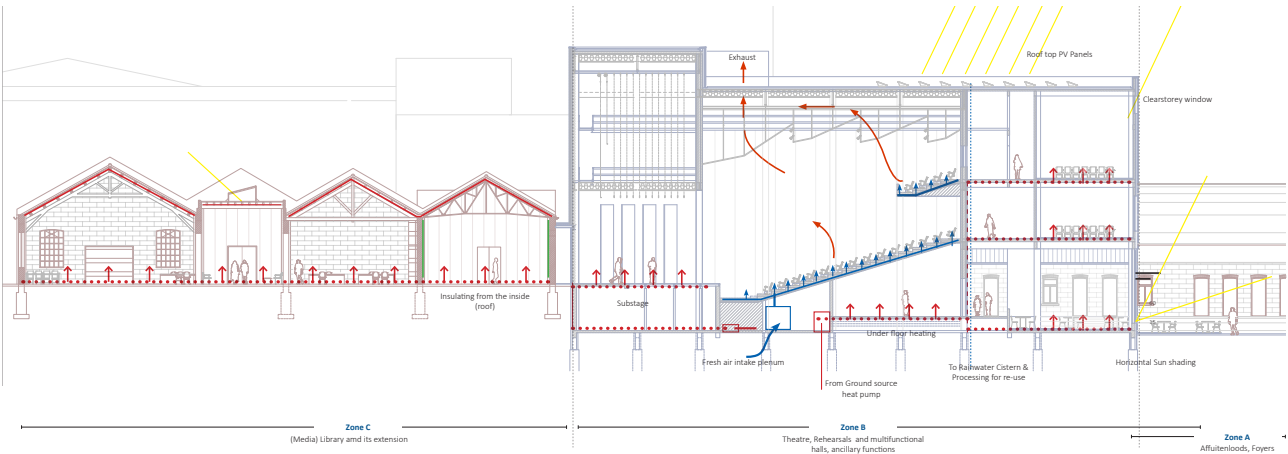 Exhaust
Roof top PV Panels
Clearstorey window
Insulating from the inside
(roof)
Substage
Under floor heating
Fresh air intake plenum
From Ground source
heat pump
To Rainwater Cistern &
Processing for re-use
Horizontal Sun shading
Zone C
(Media) Library amd its extension
Zone B
Theatre, Rehearsals and multifunctional
halls, ancillary functions
Zone A
Affuitenloods, Foyers